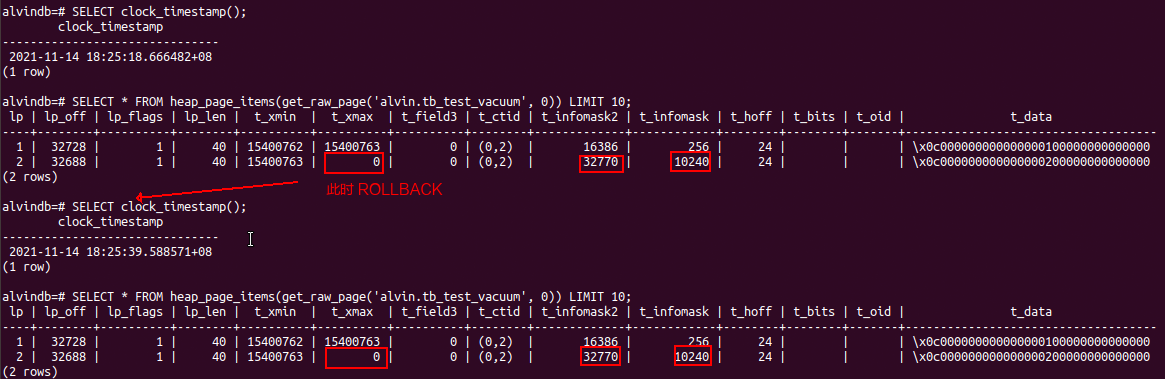 alvindb=# SELECT clock_timestamp();
        clock_timestamp
-------------------------------
 2021-11-14 18:25:18.666482+08
(1 row)
alvindb=# SELECT * FROM heap_page_items(get_raw_page('alvin.tb_test_vacuum', 0)) LIMIT 10;
 lp | lp_off | lp_flags | lp_len | t_xmin | t_xmax | t_field3 | t_ctid | t_infomask2 | t_infomask | t_hoff | t_bits | t_oid | t_data
----+--------+----------+--------+----------+----------+----------+--------+-------------+------------+--------+--------+-------+------------------------------------
  1 | 32728 | 1 | 40 | 15400762 | 15400763 | 0 | (0,2) | 16386 | 256 | 24 | | | \x0c000000000000000100000000000000
  2 | 32688 | 1 | 40 | 15400763 | 0 | 0 | (0,2) | 32770 | 10240 | 24 | | | \x0c000000000000000200000000000000
(2 rows)
此时 ROLLBACK
alvindb=# SELECT clock_timestamp();
        clock_timestamp
-------------------------------
 2021-11-14 18:25:39.588571+08
(1 row)
alvindb=# SELECT * FROM heap_page_items(get_raw_page('alvin.tb_test_vacuum', 0)) LIMIT 10;
 lp | lp_off | lp_flags | lp_len | t_xmin | t_xmax | t_field3 | t_ctid | t_infomask2 | t_infomask | t_hoff | t_bits | t_oid | t_data
----+--------+----------+--------+----------+----------+----------+--------+-------------+------------+--------+--------+-------+------------------------------------
  1 | 32728 | 1 | 40 | 15400762 | 15400763 | 0 | (0,2) | 16386 | 256 | 24 | | | \x0c000000000000000100000000000000
  2 | 32688 | 1 | 40 | 15400763 | 0 | 0 | (0,2) | 32770 | 10240 | 24 | | | \x0c000000000000000200000000000000
(2 rows)